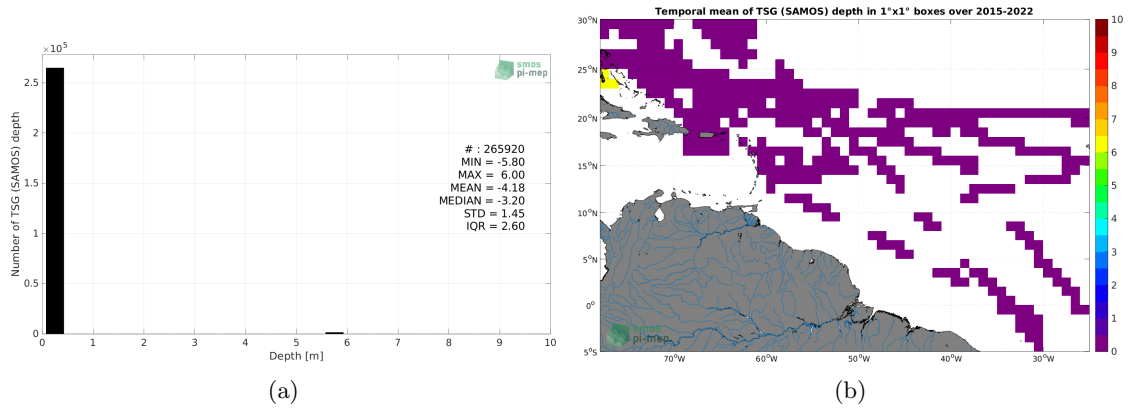 ×10⁵
2.5
2
1.5
1
0.5
0
0 1 2 3 4 5 6 7 8 9 10
Number of TSG (SAMOS) depth
Depth [m]
smos
pi-mep
# : 265920
MIN = -5.80
MAX = 6.00
MEAN = -4.18
MEDIAN = -3.20
STD = 1.45
IQR = 2.60
(a)
Temporal mean of TSG (SAMOS) depth in 1°x1° boxes over 2015-2022
30°N
25°N
20°N
15°N
10°N
5°N
0°
5°S
70°W 60°W 50°W 40°W 30°W
smos
pi-mep
10
9
8
7
6
5
4
3
2
1
0
(b)